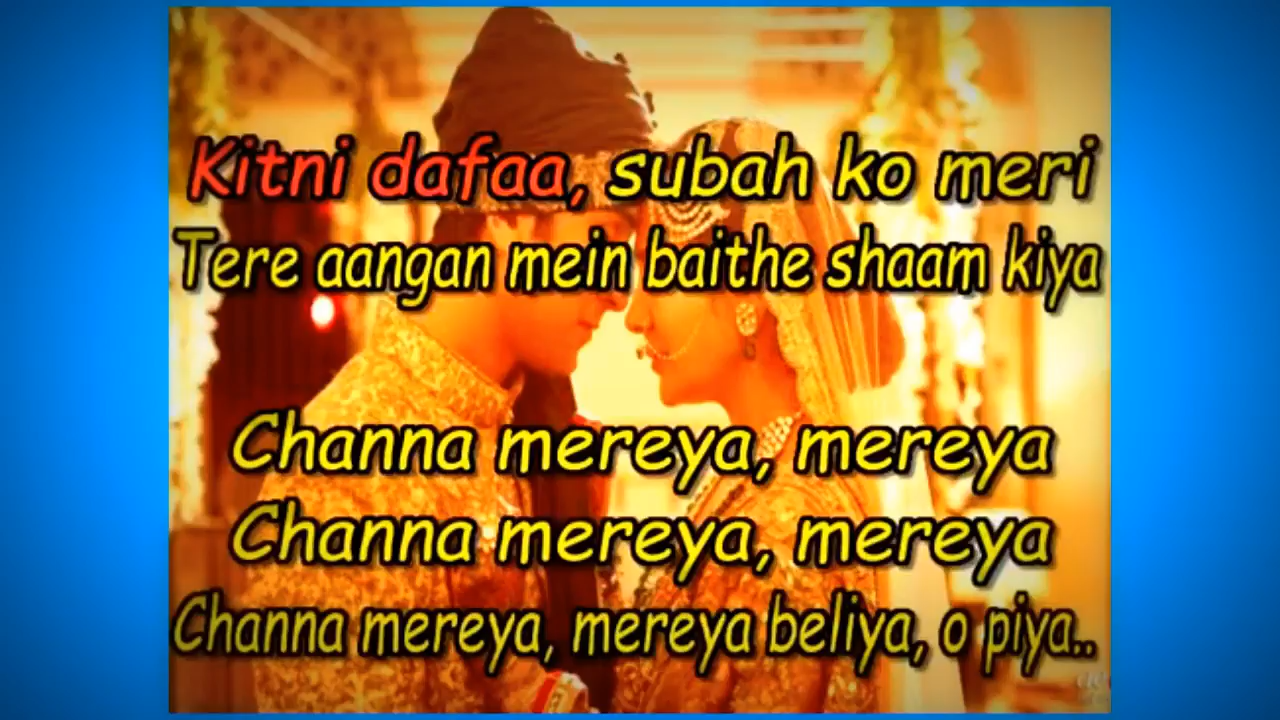 Kitni dafaa, subah ko meri
Tere aangan mein baithe shaam kiya
Channa mereya, mereya
Channa mereya, mereya
Channa mereya, mereya beliya, o piya..